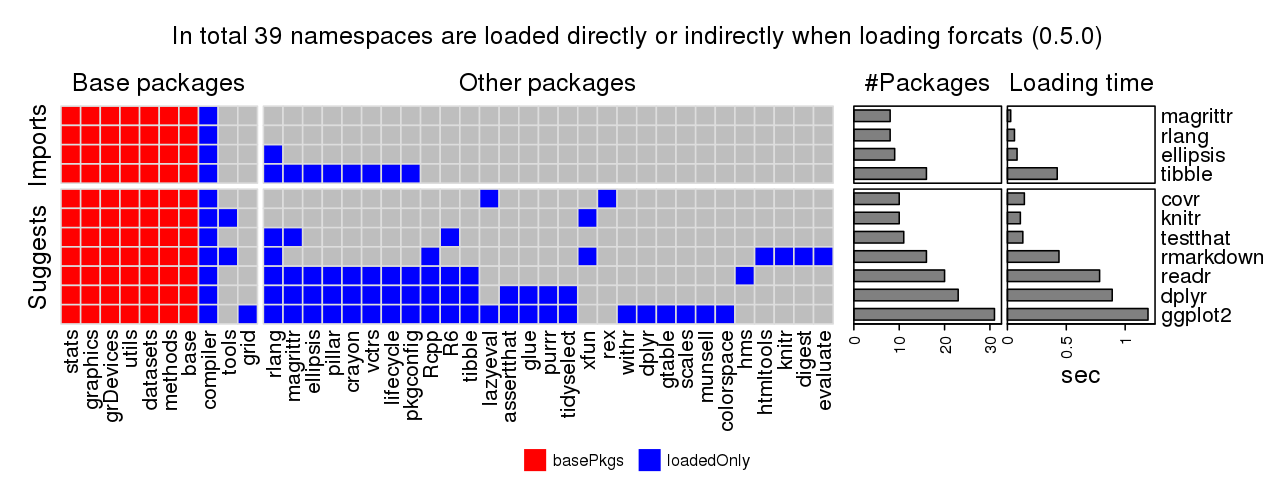 In total 39 namespaces are loaded directly or indirectly when loading forcats (0.5.0)
Base packages
Other packages
#Packages
Loading time
Imports
magrittr
rlang
ellipsis
tibble
Suggests
covr
knitr
testthat
rmarkdown
readr
dplyr
ggplot2
stats
graphics
grDevices
utils
datasets
methods
base
compiler
tools
grid
rlang
magrittr
ellipsis
pillar
crayon
vctrs
lifecycle
pkgconfig
Rcpp
R6
tibble
lazyeval
assertthat
glue
purrr
tidyselect
xfun
rex
withr
dplyr
gtable
scales
munsell
colorspace
hms
htmltools
knitr
digest
evaluate
0
10
20
30
0
0.5
1
sec
basePkgs
loadedOnly